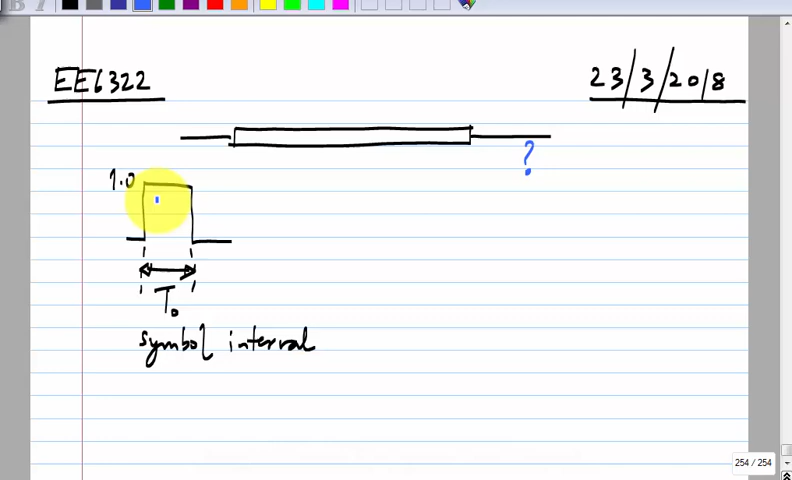 EE6322 23/3/2018
?
1.0
T₀
symbol interval
254 / 254